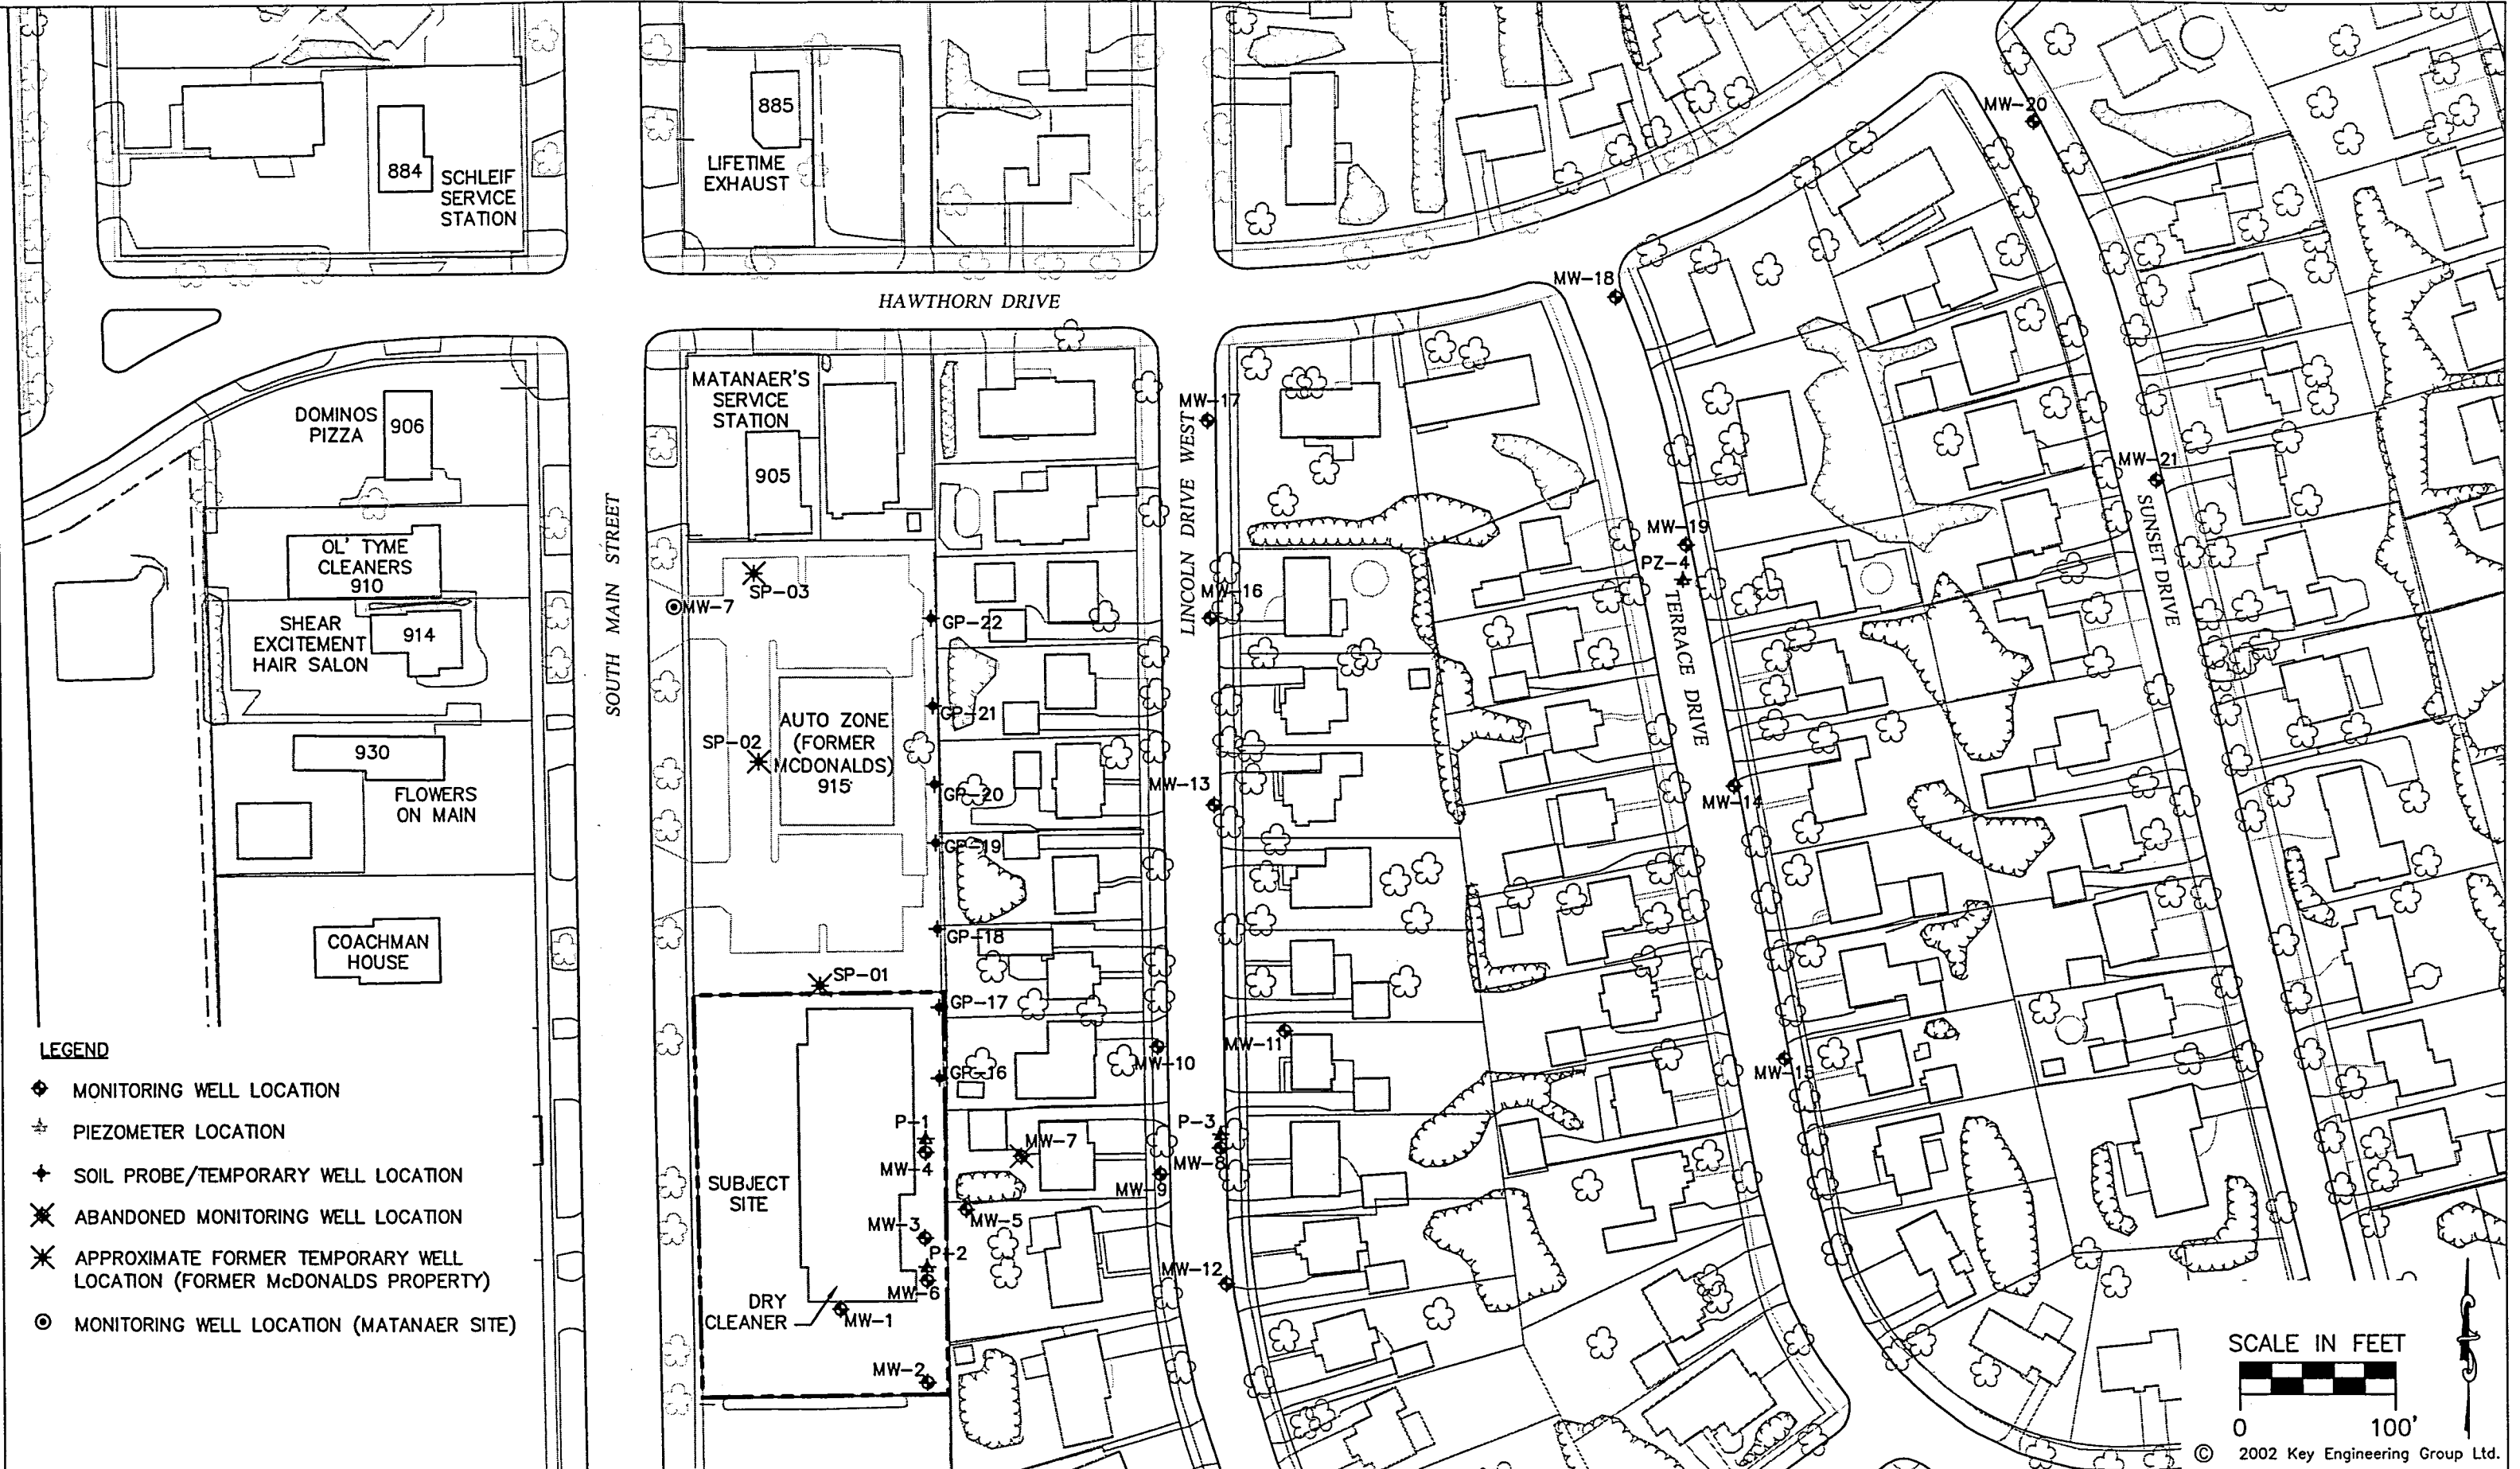 MW-20
885
884
LIFETIME
EXHAUST
SCHLEIF
SERVICE
STATION
MW-18
HAWTHORN DRIVE
MATANAER'S
SERVICE
STATION
DOMINOS
PIZZA
906
MW-17
905
MW-21
LINCOLN DRIVE WEST
SOUTH MAIN STREET
SUNSET DRIVE
MW-19
PZ-4
OL' TYME
CLEANERS
910
SP-03
MW-7
MW-16
TERRACE DRIVE
GP-22
SHEAR
EXCITEMENT
HAIR SALON
914
GP-21
AUTO ZONE
(FORMER
MCDONALDS)
915
SP-02
930
FLOWERS
ON MAIN
GP-20
MW-13
MW-14
GP-19
COACHMAN
HOUSE
GP-18
SP-01
GP-17
MW-11
MW-10
GP-16
MW-15
P-1
MW-4
MW-7
P-3
MW-8
MW-9
SUBJECT
SITE
MW-3
MW-5
P-2
MW-6
MW-12
DRY
CLEANER
MW-1
MW-2
LEGEND
MONITORING WELL LOCATION
PIEZOMETER LOCATION
SOIL PROBE/TEMPORARY WELL LOCATION
ABANDONED MONITORING WELL LOCATION
APPROXIMATE FORMER TEMPORARY WELL
LOCATION (FORMER McDONALDS PROPERTY)
MONITORING WELL LOCATION (MATANAER SITE)
SCALE IN FEET
0 100'
© 2002 Key Engineering Group Ltd.